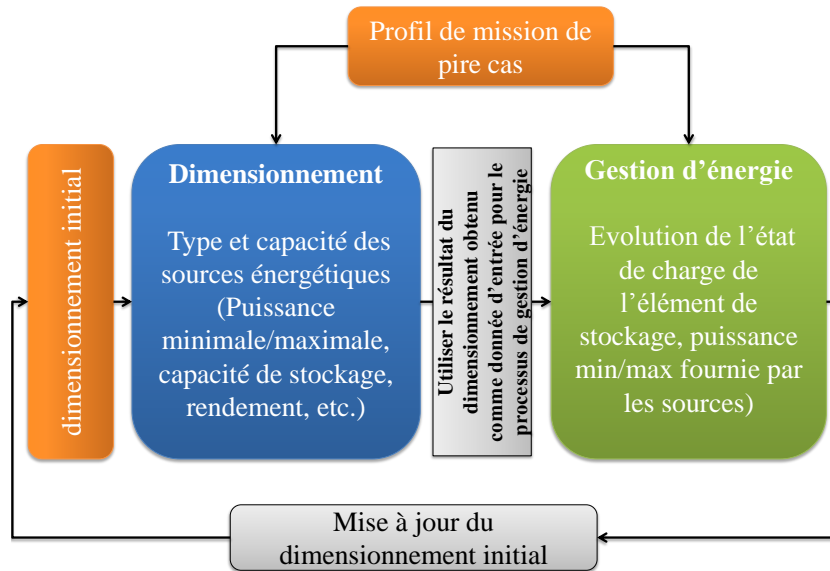 Profil de mission de
pire cas
dimensionnement initial
Dimensionnement
Type et capacité des
sources énergétiques
(Puissance
minimale/maximale,
capacité de stockage,
rendement, etc.)
Utiliser le résultat du
dimensionnement obtenu
comme donnée d'entrée pour le
processus de gestion d'énergie
Gestion d'énergie
Evolution de l'état
de charge de
l'élément de
stockage, puissance
min/max fournie par
les sources)
Mise à jour du
dimensionnement initial